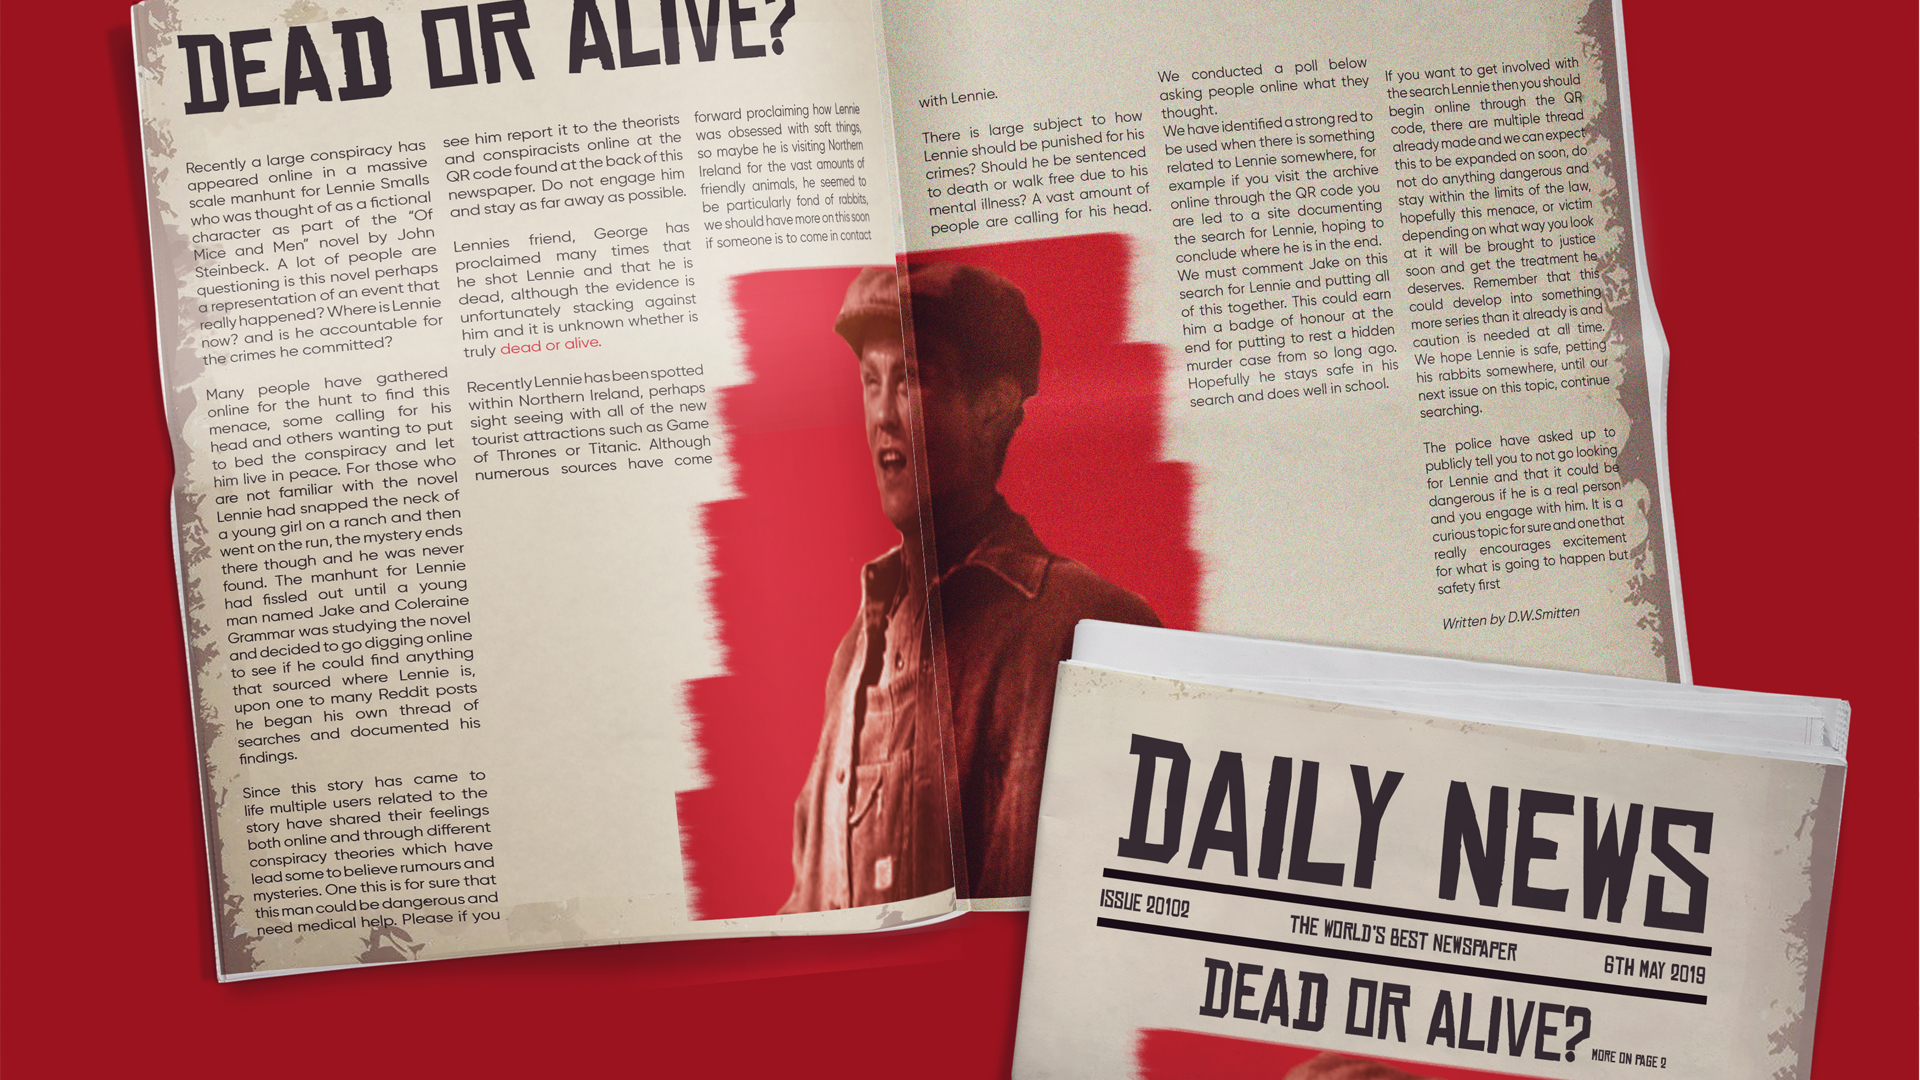 DEAD OR ALIVE?
Recently a large conspiracy has
appeared online in a massive
scale manhunt for Lennie Smalls
who was thought of as a fictional
character as part of the "Of
Mice and Men" novel by John
Steinbeck. A lot of people are
questioning is this novel perhaps
a representation of an event that
really happened? Where is Lennie
now? and is he accountable for
the crimes he committed?
Many people have gathered
online for the hunt to find this
menace, some calling for his
head and others wanting to put
to bed the conspiracy and let
him live in peace. For those who
are not familiar with the novel
Lennie had snapped the neck of
a young girl on a ranch and then
went on the run, the mystery ends
there though and he was never
found. The manhunt for Lennie
had fissled out until a young
man named Jake and Coleraine
Grammar was studying the novel
and decided to go digging online
to see if he could find anything
that sourced where Lennie is,
upon one to many Reddit posts
he began his own thread of
searches and documented his
findings.
Since this story has came to
life multiple users related to the
story have shared their feelings
both online and through different
conspiracy theories which have
lead some to believe rumours and
mysteries. One this is for sure that
this man could be dangerous and
need medical help. Please if you
see him report it to the theorists
and conspiracists online at the
QR code found at the back of this
newspaper. Do not engage him
and stay as far away as possible.
Lennies friend, George has
proclaimed many times that
he shot Lennie and that he is
dead, although the evidence is
unfortunately stacking against
him and it is unknown whether is
truly dead or alive.
Recently Lennie has been spotted
within Northern Ireland, perhaps
sight seeing with all of the new
tourist attractions such as Game
of Thrones or Titanic. Although
numerous sources have come
forward proclaiming how Lennie
was obsessed with soft things,
so maybe he is visiting Northern
Ireland for the vast amounts of
friendly animals, he seemed to
be particularly fond of rabbits,
we should have more on this soon
if someone is to come in contact
with Lennie.
There is large subject to how
Lennie should be punished for his
crimes? Should he be sentenced
to death or walk free due to his
mental illness? A vast amount of
people are calling for his head.
We conducted a poll below
asking people online what they
thought.
We have identified a strong red to
be used when there is something
related to Lennie somewhere, for
example if you visit the archive
online through the QR code you
are led to a site documenting
the search for Lennie, hoping to
conclude where he is in the end.
We must comment Jake on this
search for Lennie and putting all
of this together. This could earn
him a badge of honour at the
end for putting to rest a hidden
murder case from so long ago.
Hopefully he stays safe in his
search and does well in school.
If you want to get involved with
the search Lennie then you should
begin online through the QR
code, there are multiple thread
already made and we can expect
this to be expanded on soon, do
not do anything dangerous and
stay within the limits of the law,
hopefully this menace, or victim
depending on what way you look
at it will be brought to justice
soon and get the treatment he
deserves. Remember that this
could develop into something
more series than it already is and
caution is needed at all time.
We hope Lennie is safe, petting
his rabbits somewhere, until our
next issue on this topic, continue
searching.
The police have asked up to
publicly tell you to not go looking
for Lennie and that it could be
dangerous if he is a real person
and you engage with him. It is a
curious topic for sure and one that
really encourages excitement
for what is going to happen but
safety first
Written by D.W.Smitten
DAILY NEWS
ISSUE 20102
THE WORLD'S BEST NEWSPAPER
6TH MAY 2019
DEAD OR ALIVE?
MORE ON PAGE 2